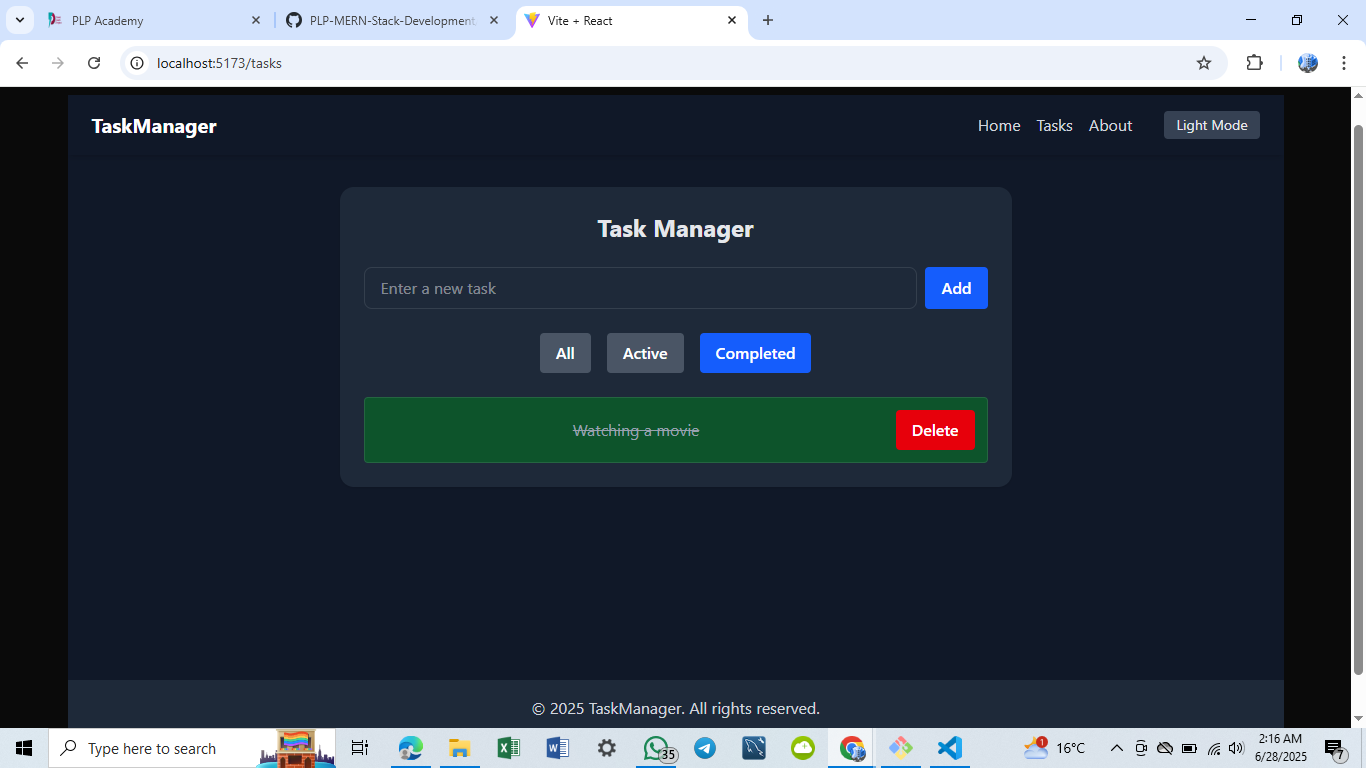 PLP Academy
PLP-MERN-Stack-Development
Vite + React
localhost:5173/tasks
TaskManager
Home Tasks About Light Mode
Task Manager
Enter a new task
Add
All Active Completed
Watching a movie
Delete
© 2025 TaskManager. All rights reserved.
Type here to search
35
1
16°C
2:16 AM
6/28/2025
7